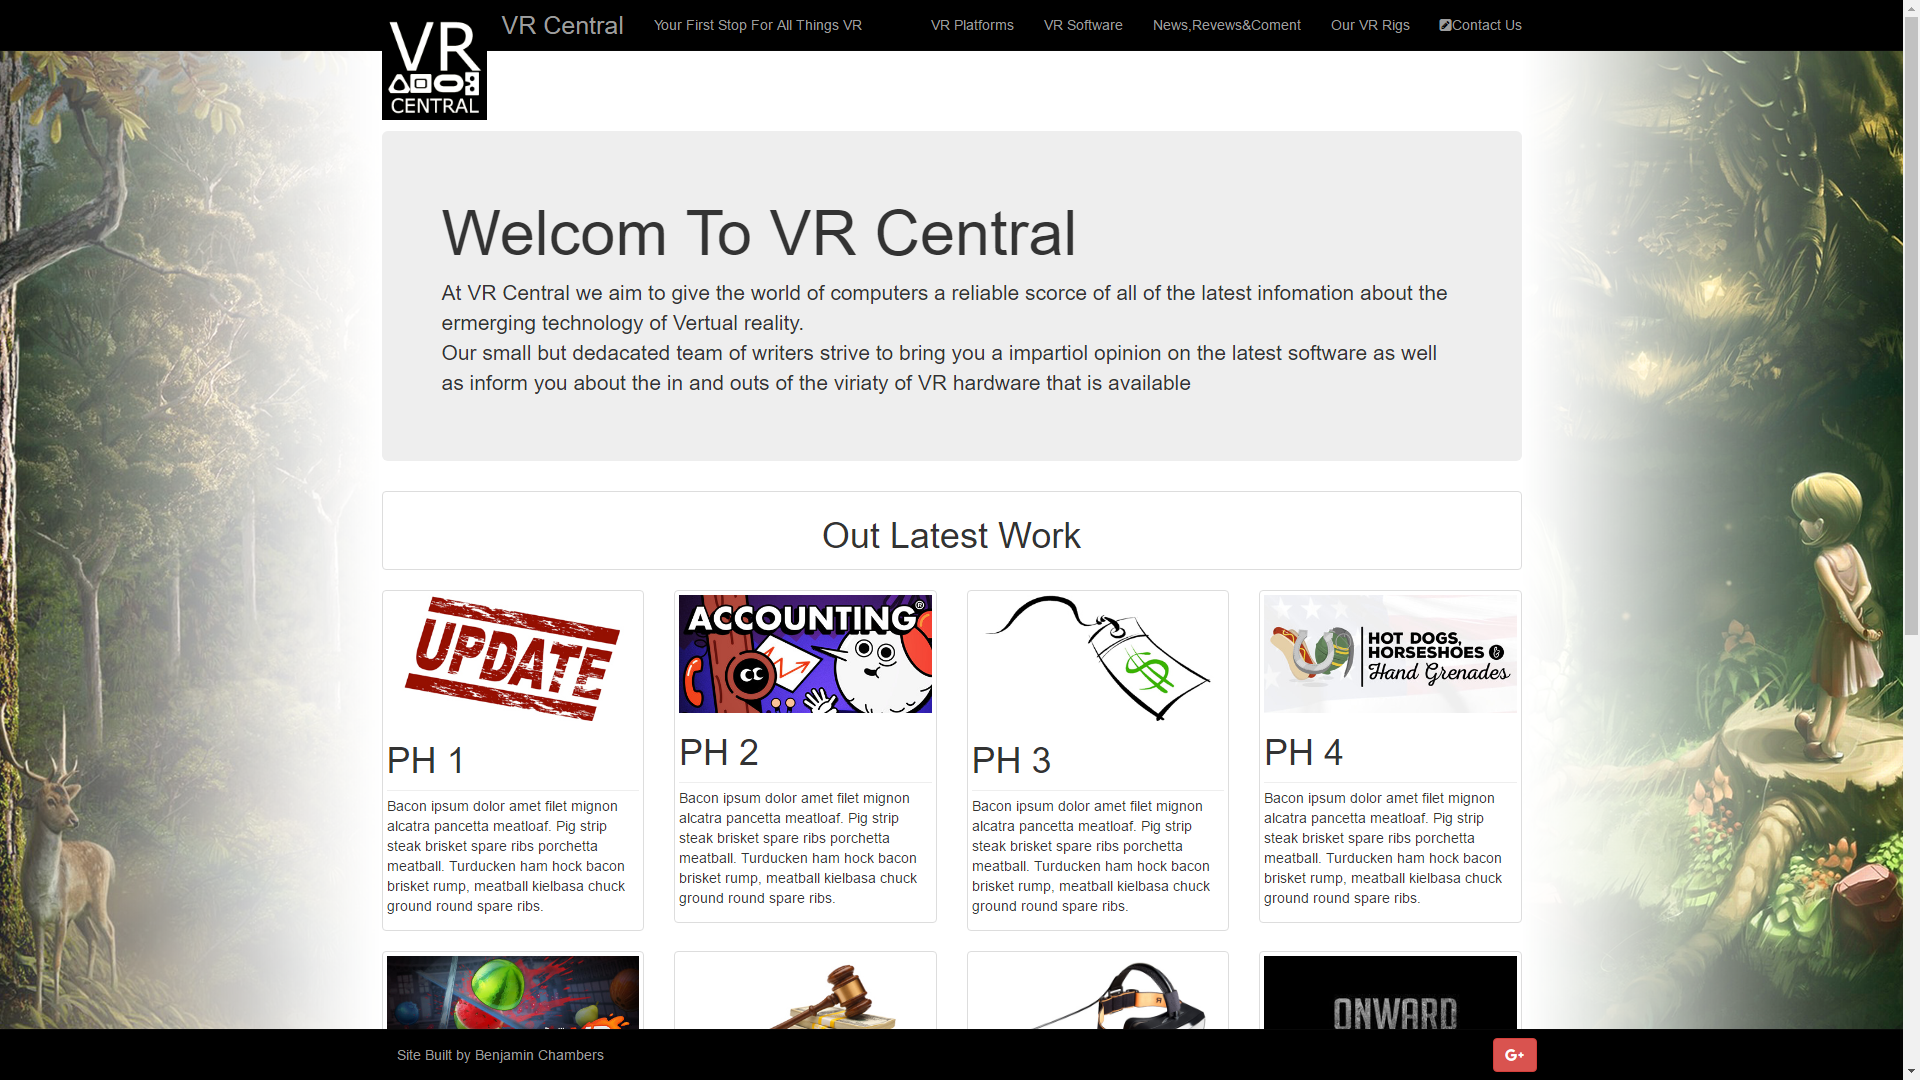 VR
CENTRAL
VR Central
Your First Stop For All Things VR
VR Platforms
VR Software
News,Revews&Coment
Our VR Rigs
Contact Us
Welcom To VR Central
At VR Central we aim to give the world of computers a reliable scorce of all of the latest infomation about the
ermerging technology of Vertual reality.
Our small but dedacated team of writers strive to bring you a impartiol opinion on the latest software as well
as inform you about the in and outs of the viriaty of VR hardware that is available
Out Latest Work
UPDATE
PH 1
Bacon ipsum dolor amet filet mignon
alcatra pancetta meatloaf. Pig strip
steak brisket spare ribs porchetta
meatball. Turducken ham hock bacon
brisket rump, meatball kielbasa chuck
ground round spare ribs.
ACCOUNTING®
PH 2
Bacon ipsum dolor amet filet mignon
alcatra pancetta meatloaf. Pig strip
steak brisket spare ribs porchetta
meatball. Turducken ham hock bacon
brisket rump, meatball kielbasa chuck
ground round spare ribs.
$
PH 3
Bacon ipsum dolor amet filet mignon
alcatra pancetta meatloaf. Pig strip
steak brisket spare ribs porchetta
meatball. Turducken ham hock bacon
brisket rump, meatball kielbasa chuck
ground round spare ribs.
HOT DOGS,
HORSESHOES &
Hand Grenades
PH 4
Bacon ipsum dolor amet filet mignon
alcatra pancetta meatloaf. Pig strip
steak brisket spare ribs porchetta
meatball. Turducken ham hock bacon
brisket rump, meatball kielbasa chuck
ground round spare ribs.
ONWARD
Site Built by Benjamin Chambers
G+